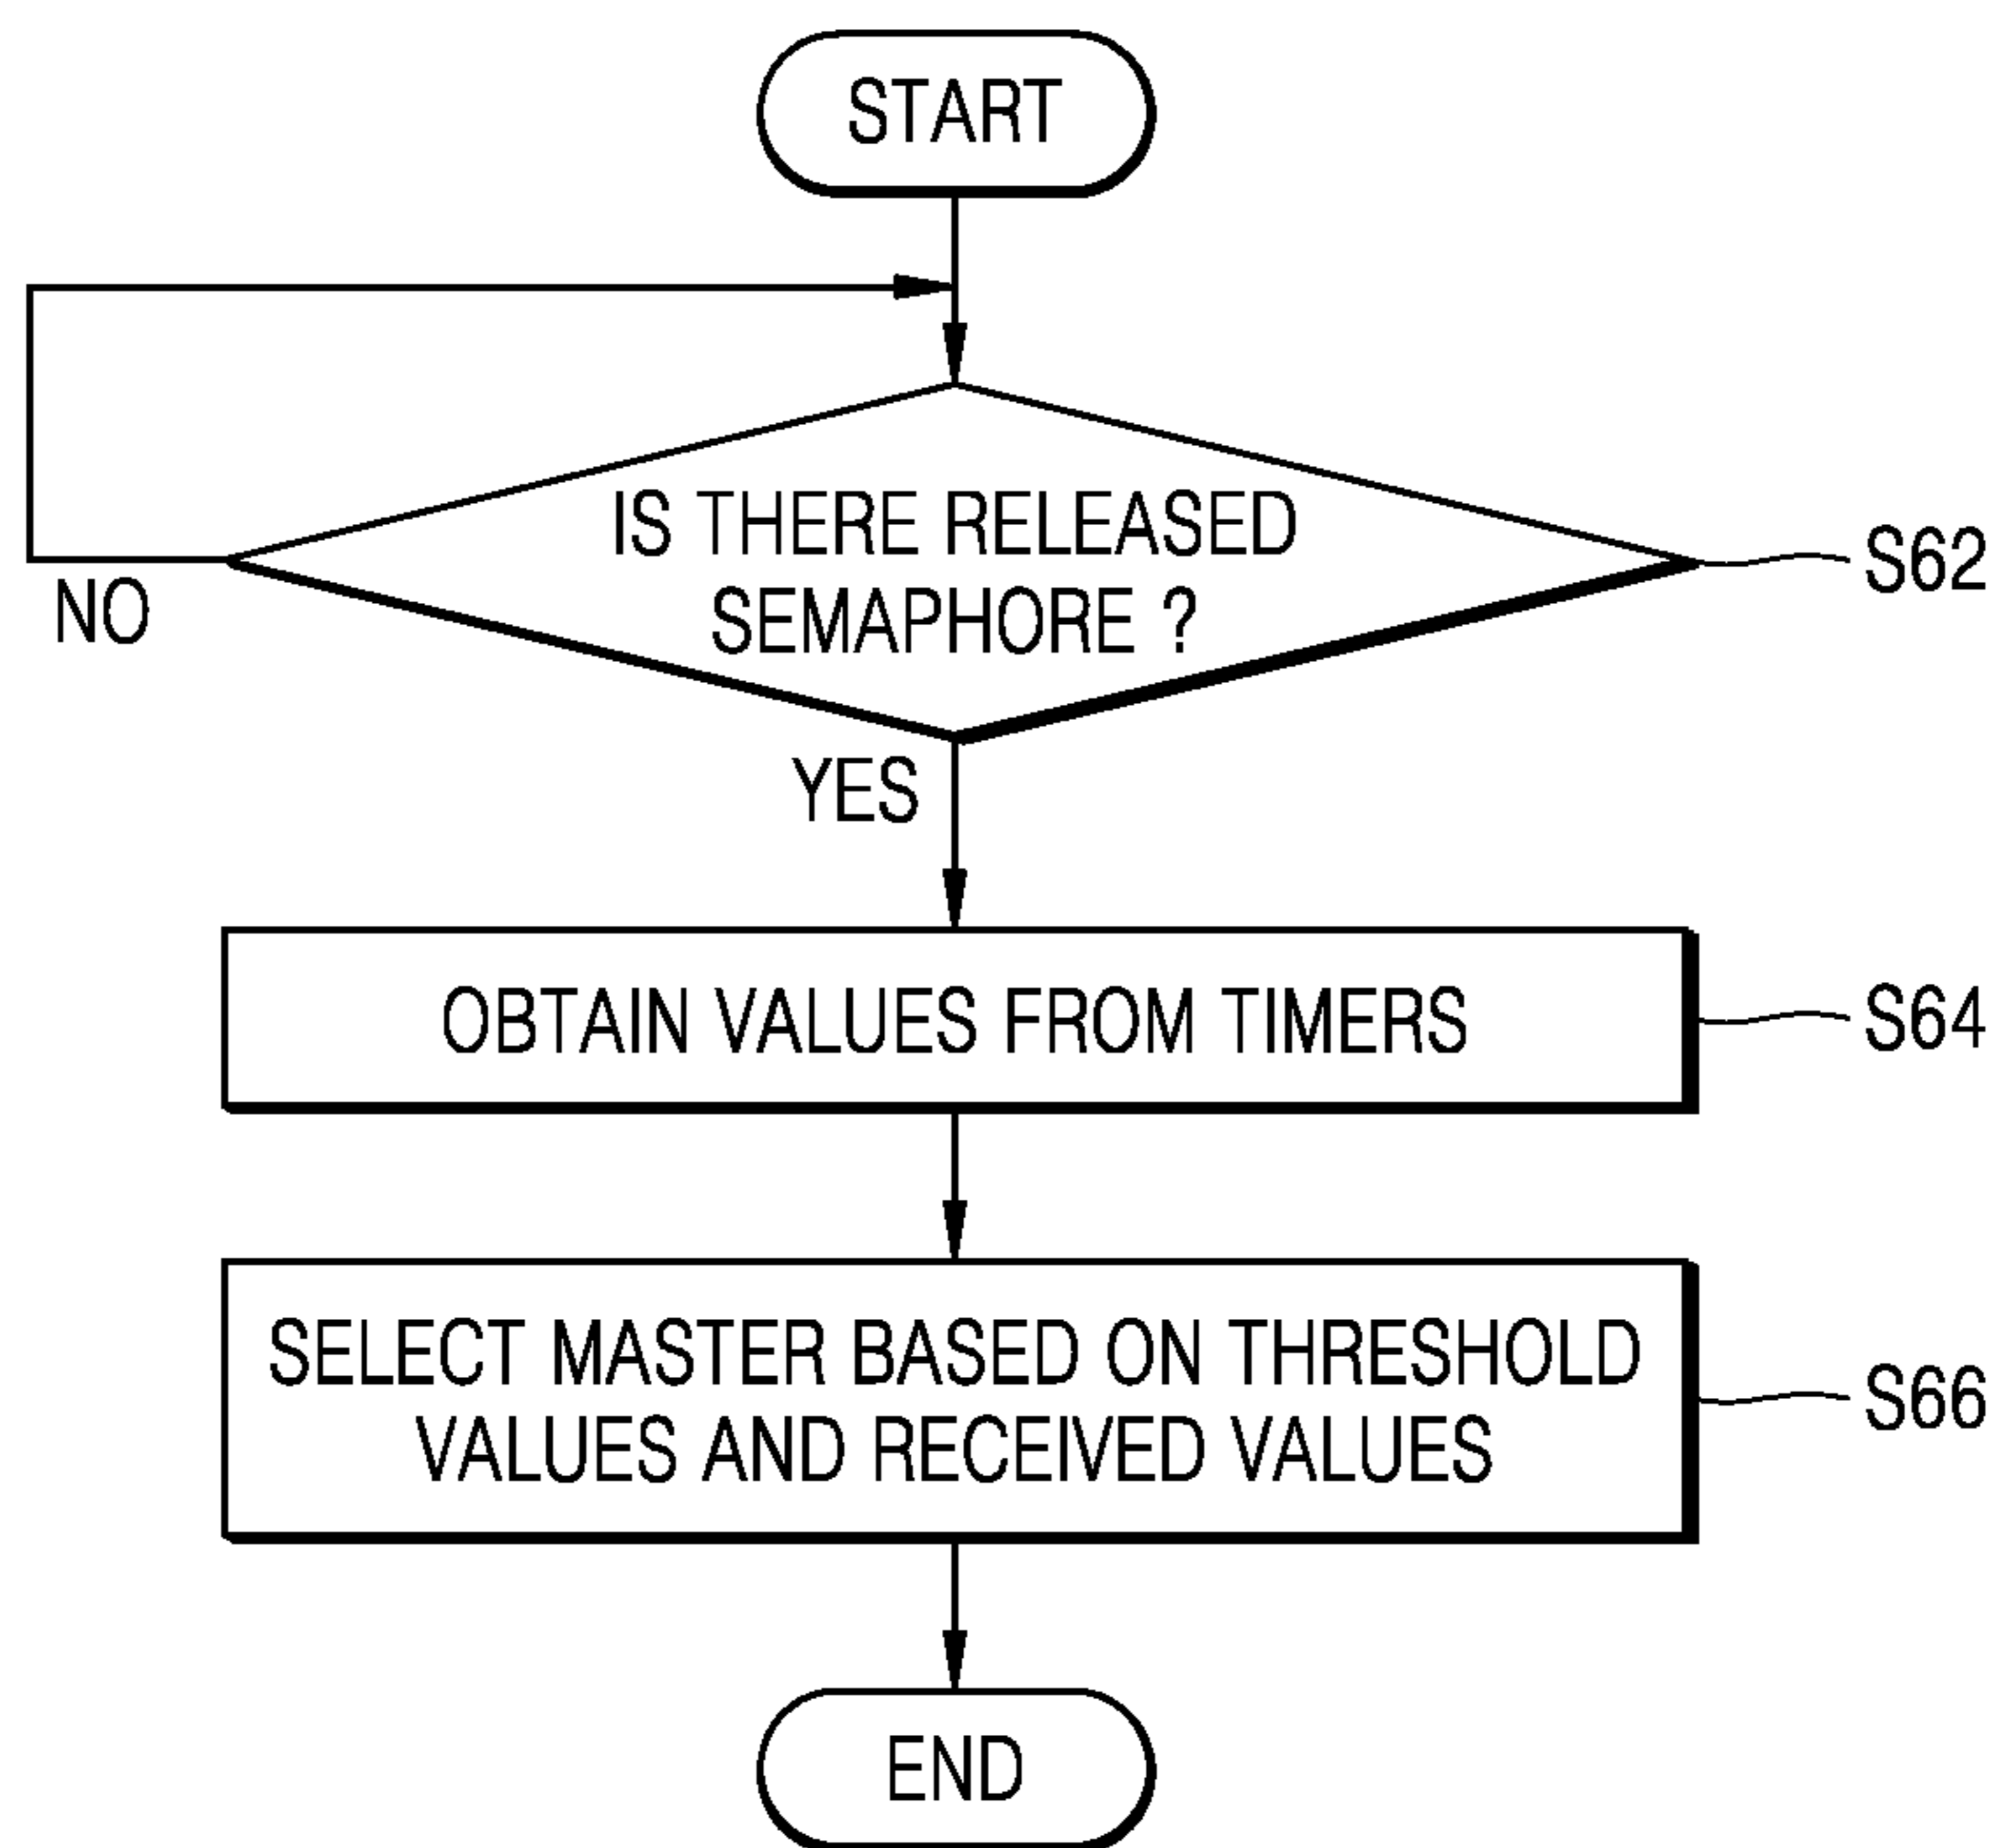 START
IS THERE RELEASED
SEMAPHORE ?
S62
NO
YES
OBTAIN VALUES FROM TIMERS
S64
SELECT MASTER BASED ON THRESHOLD
VALUES AND RECEIVED VALUES
S66
END